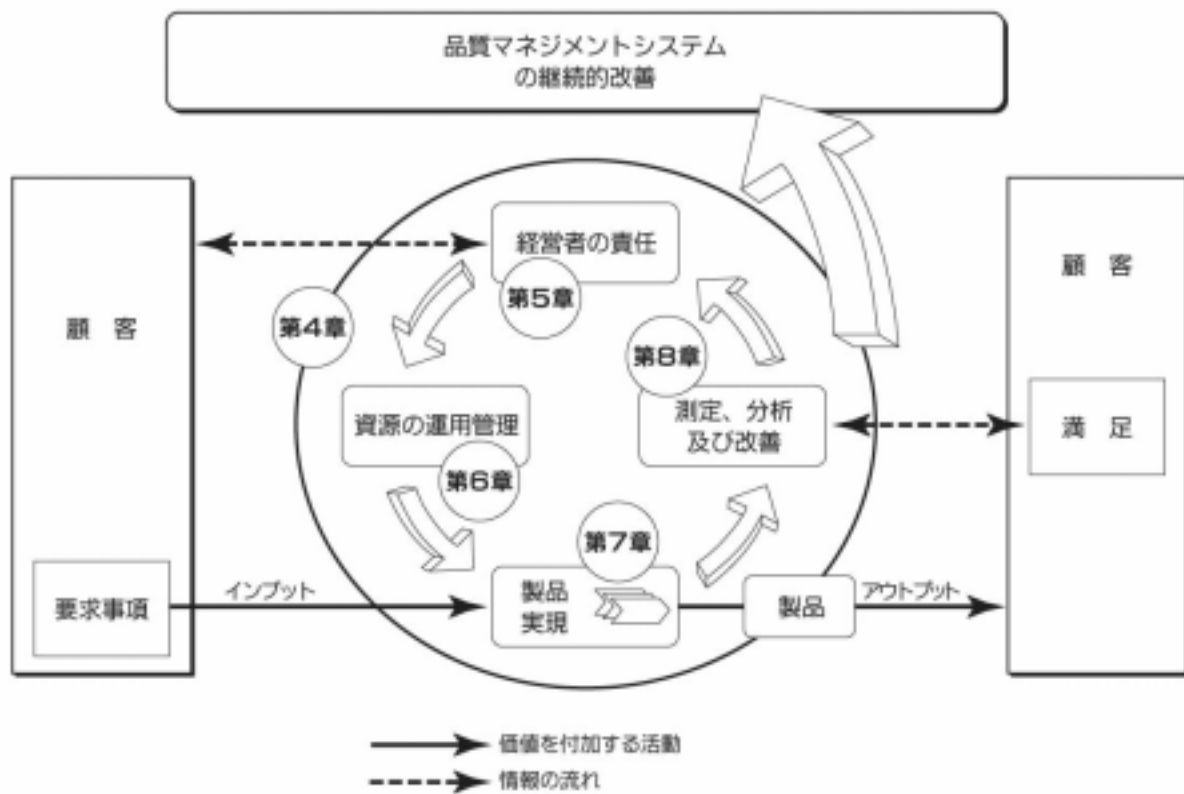 品質マネジメントシステム
の継続的改善
顧 客
要求事項
インプット
経営者の責任
第5章
第4章
資源の運用管理
第6章
第8章
測定、分析
及び改善
第7章
製品
実現
製品
アウトプット
顧 客
満 足
価値を付加する活動
情報の流れ